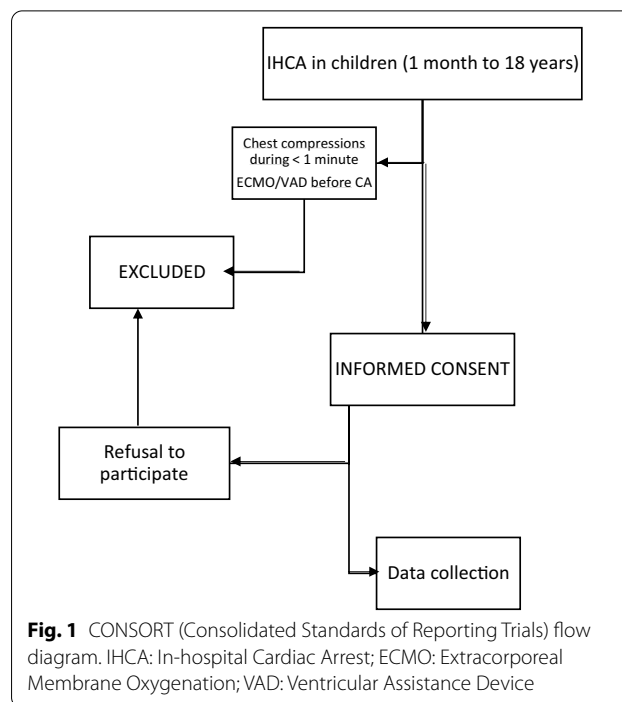 IHCA in children (1 month to 18 years)
Chest compressions
during < 1 minute
ECMO/VAD before CA
EXCLUDED
INFORMED CONSENT
Refusal to
participate
Data collection
Fig. 1 CONSORT (Consolidated Standards of Reporting Trials) flow
diagram. IHCA: In-hospital Cardiac Arrest; ECMO: Extracorporeal
Membrane Oxygenation; VAD: Ventricular Assistance Device